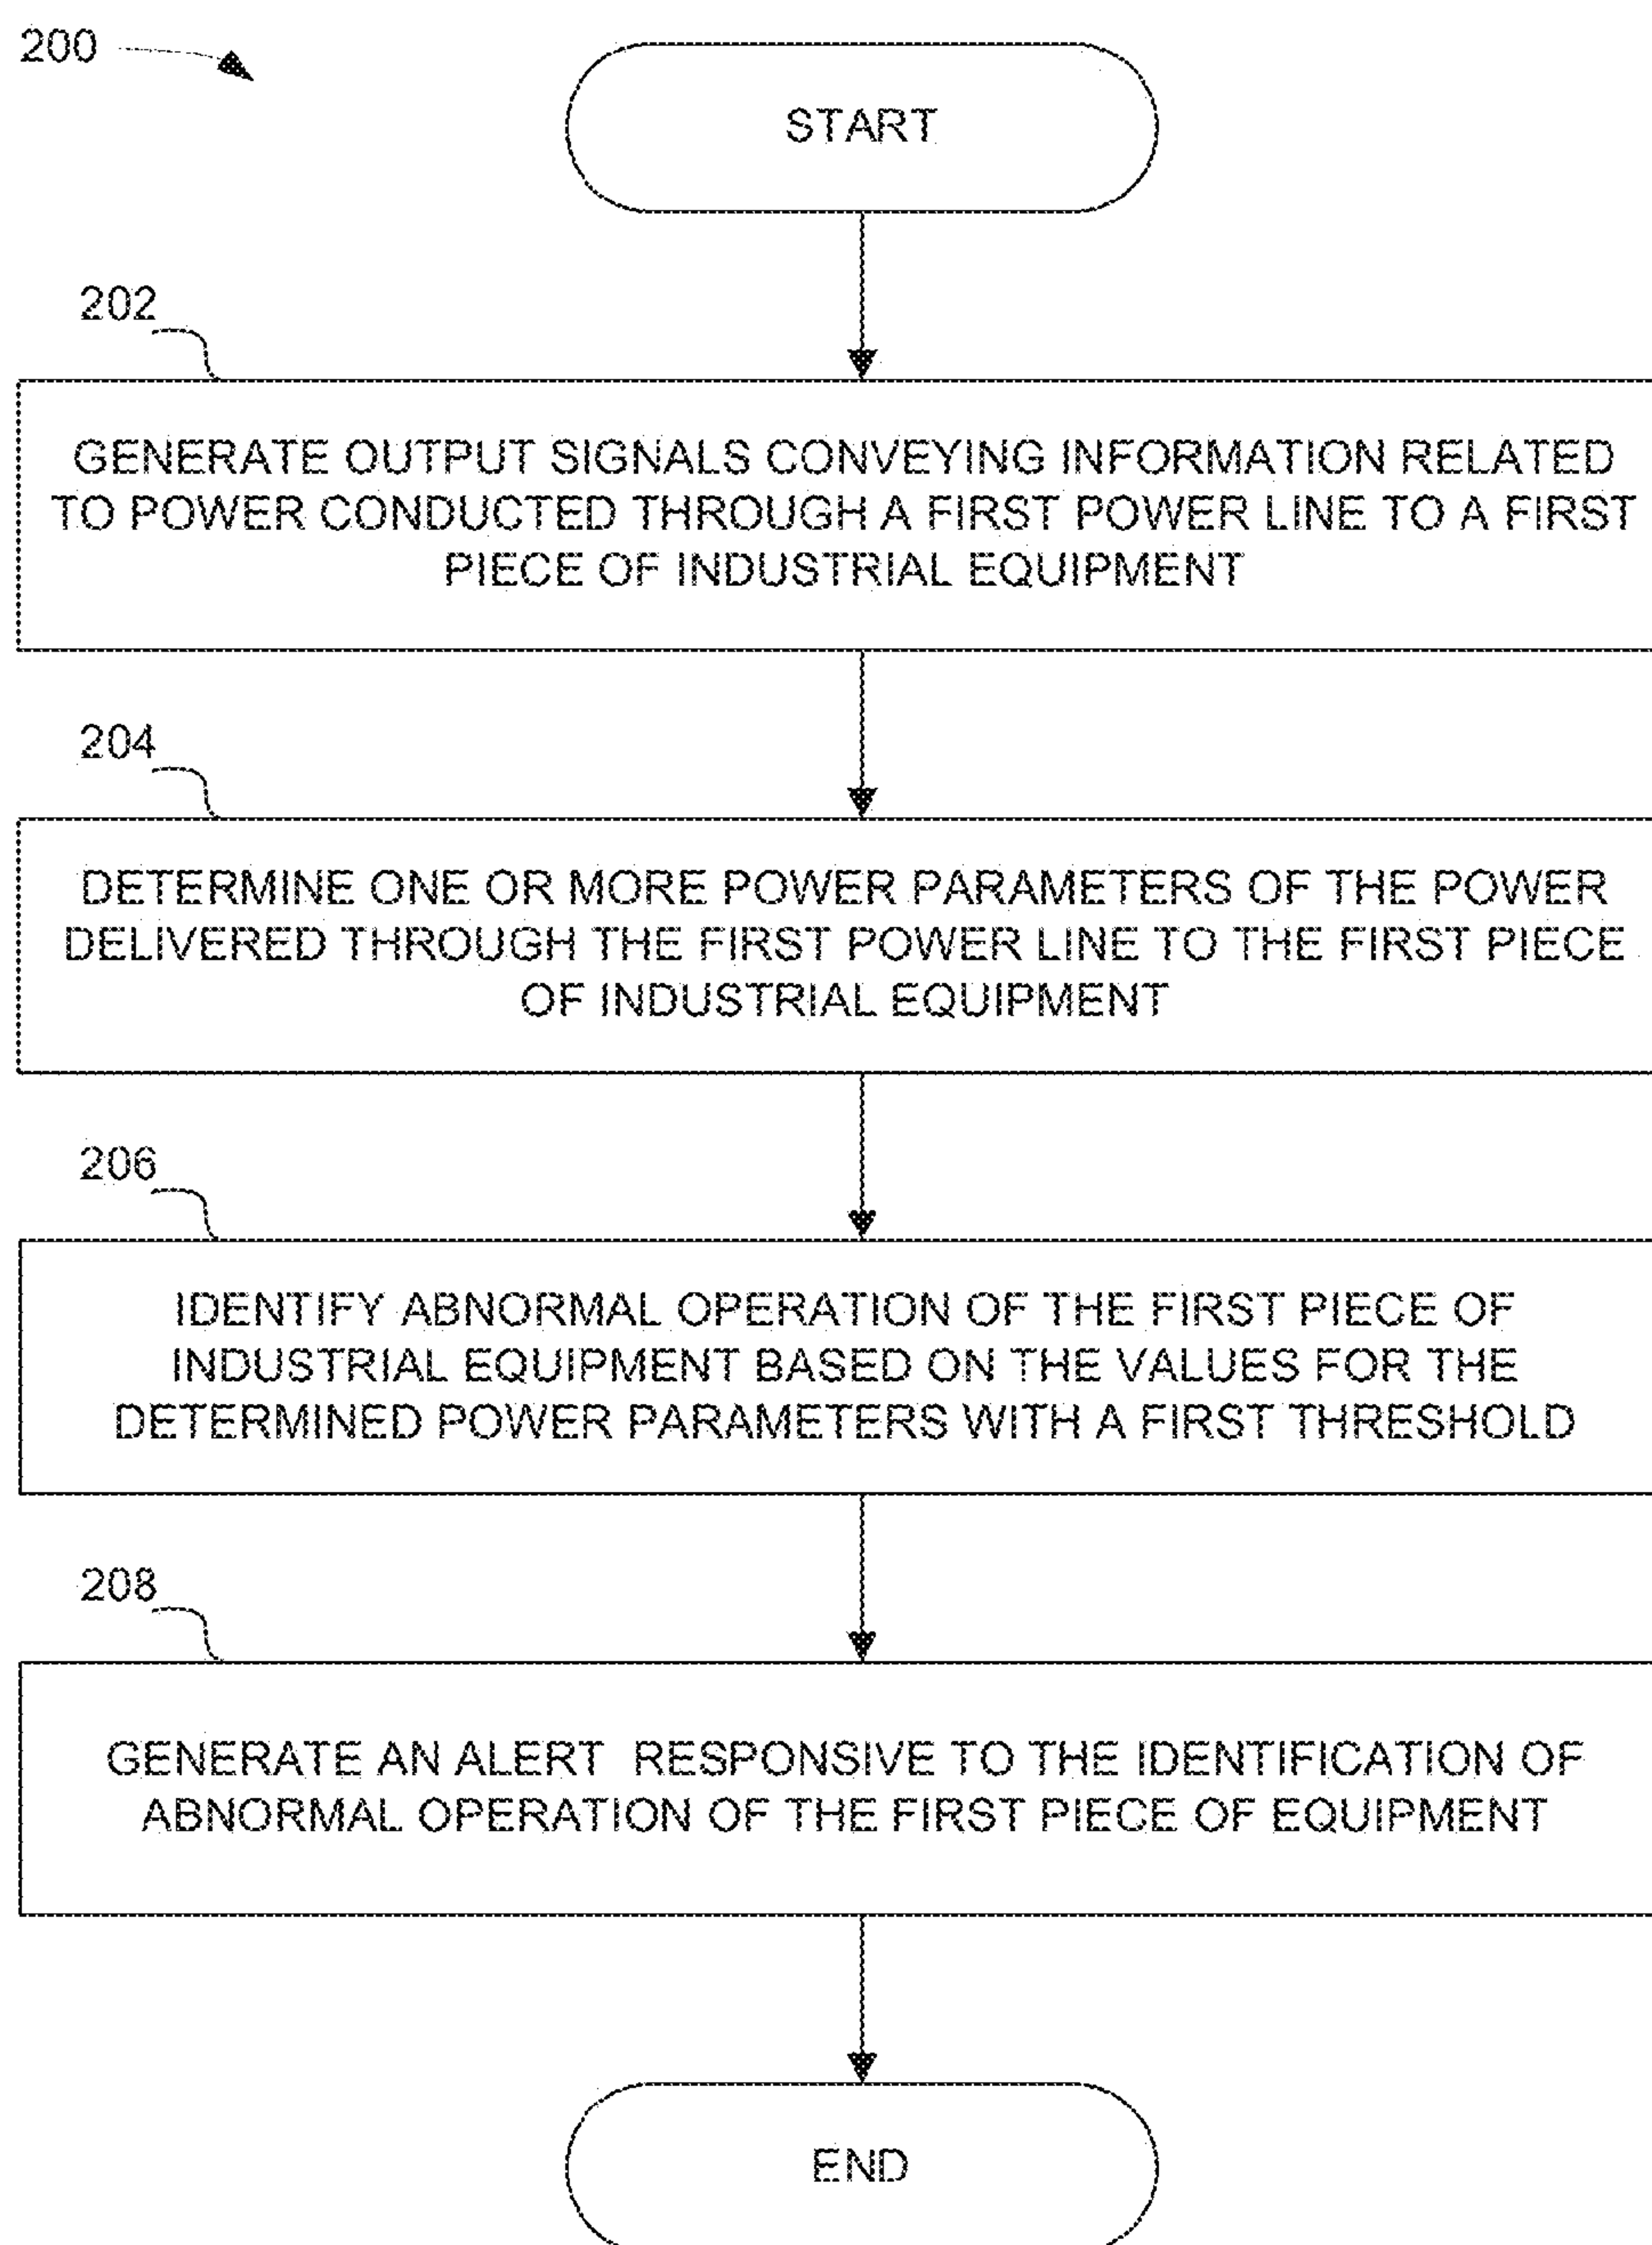 200
START
202
GENERATE OUTPUT SIGNALS CONVEYING INFORMATION RELATED
TO POWER CONDUCTED THROUGH A FIRST POWER LINE TO A FIRST
PIECE OF INDUSTRIAL EQUIPMENT
204
DETERMINE ONE OR MORE POWER PARAMETERS OF THE POWER
DELIVERED THROUGH THE FIRST POWER LINE TO THE FIRST PIECE
OF INDUSTRIAL EQUIPMENT
206
IDENTIFY ABNORMAL OPERATION OF THE FIRST PIECE OF
INDUSTRIAL EQUIPMENT BASED ON THE VALUES FOR THE
DETERMINED POWER PARAMETERS WITH A FIRST THRESHOLD
208
GENERATE AN ALERT RESPONSIVE TO THE IDENTIFICATION OF
ABNORMAL OPERATION OF THE FIRST PIECE OF EQUIPMENT
END